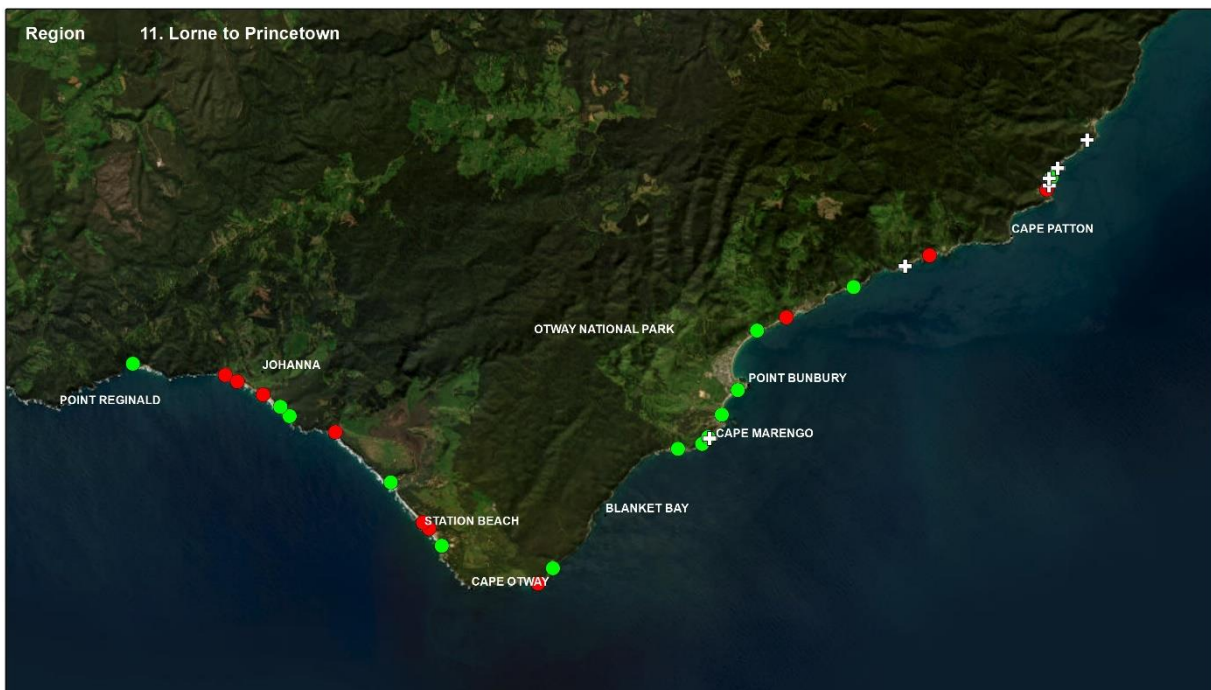 Region 11. Lorne to Princetown
CAPE PATTON
OTWAY NATIONAL PARK
JOHANNA
POINT BUNBURY
POINT REGINALD
CAPE MARENGO
BLANKET BAY
STATION BEACH
CAPE OTWAY